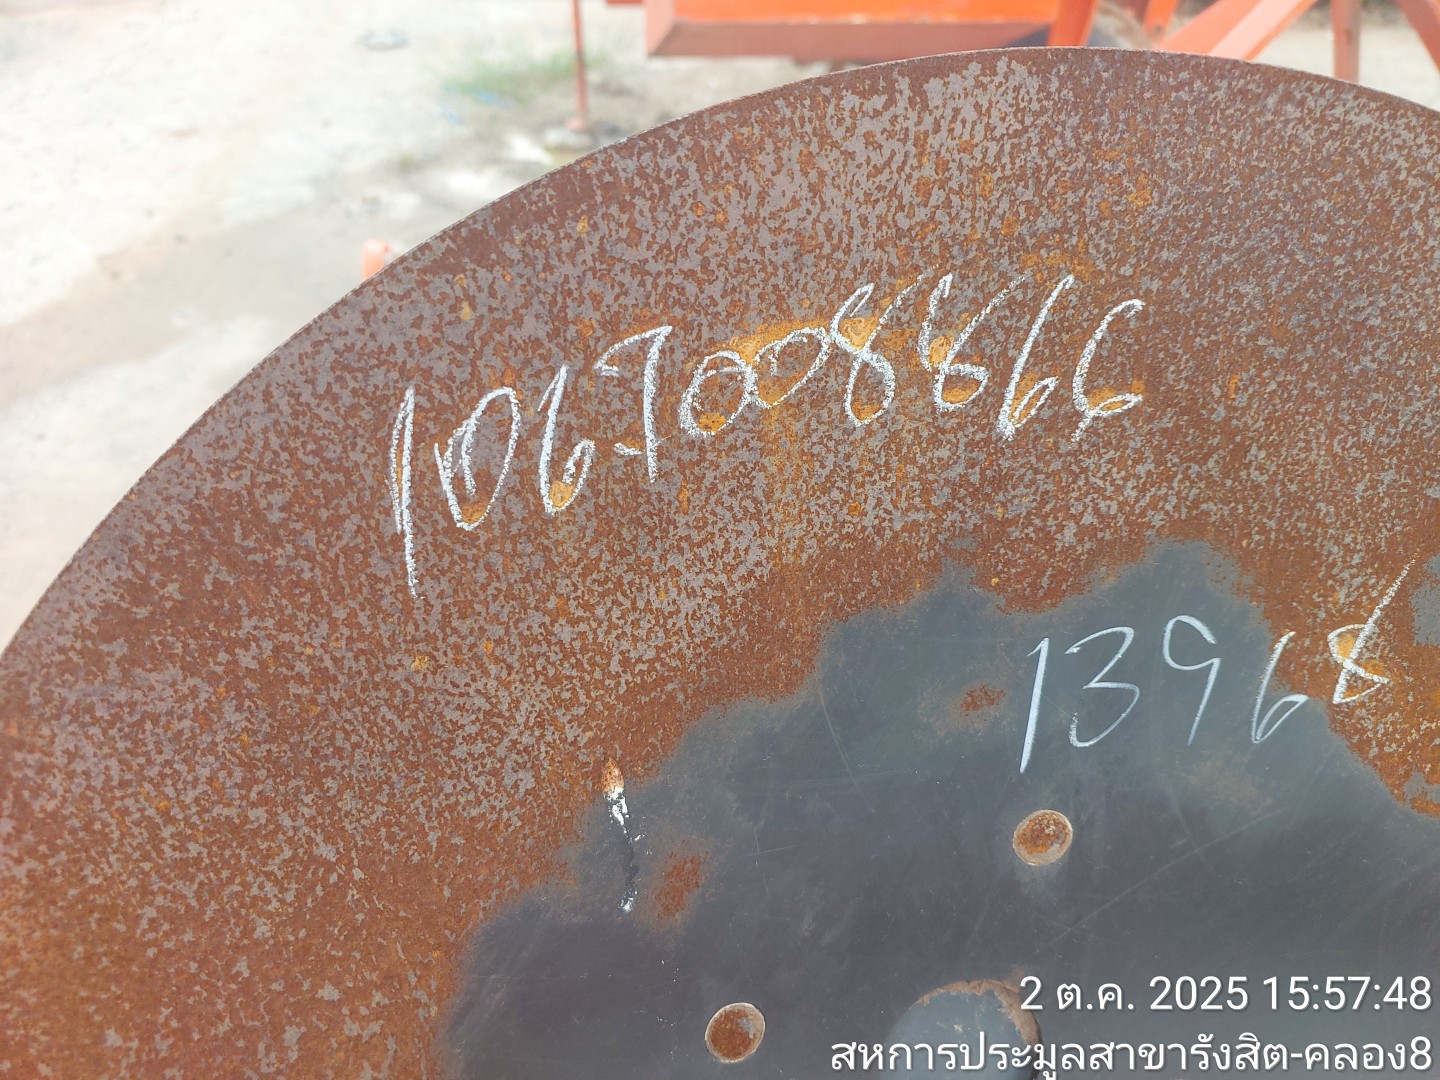 1067008866
13968
2 ต.ค. 2025 15:57:48
สหการประมูลสาขารังสิต-คลอง8